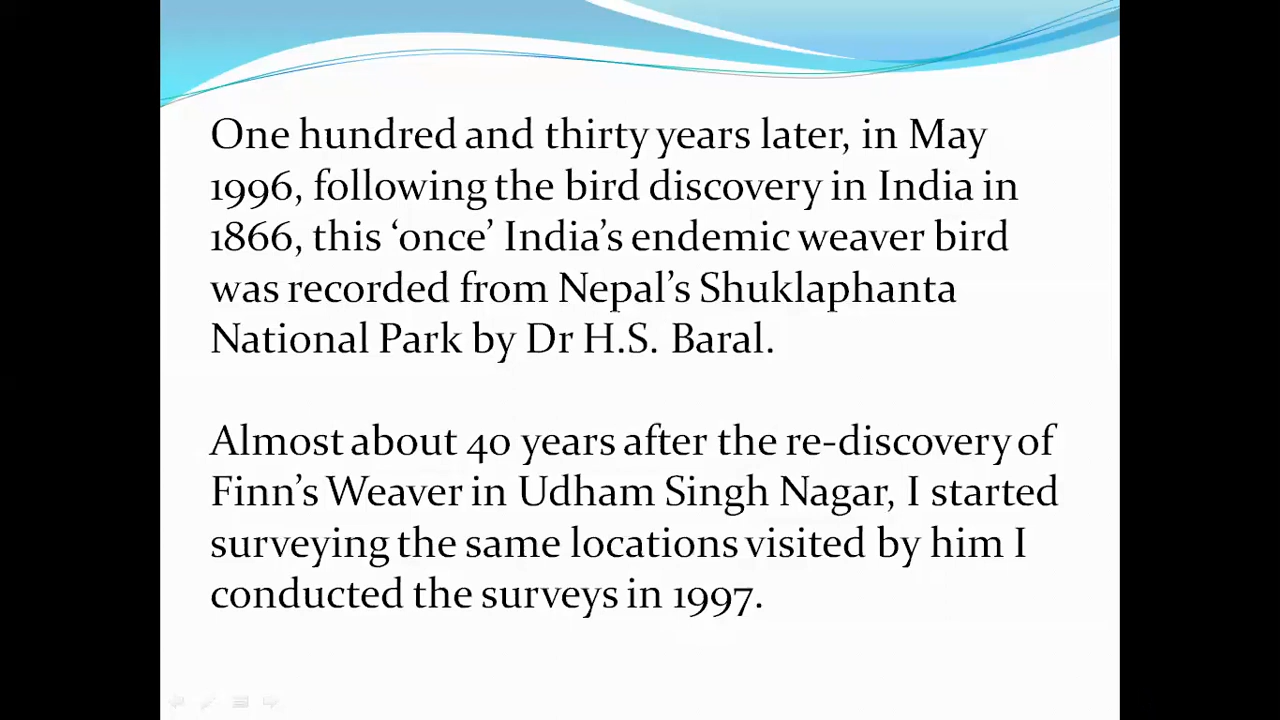 One hundred and thirty years later, in May
1996, following the bird discovery in India in
1866, this ‘once’ India’s endemic weaver bird
was recorded from Nepal’s Shuklaphanta
National Park by Dr H.S. Baral.
Almost about 40 years after the re-discovery of
Finn’s Weaver in Udham Singh Nagar, I started
surveying the same locations visited by him I
conducted the surveys in 1997.